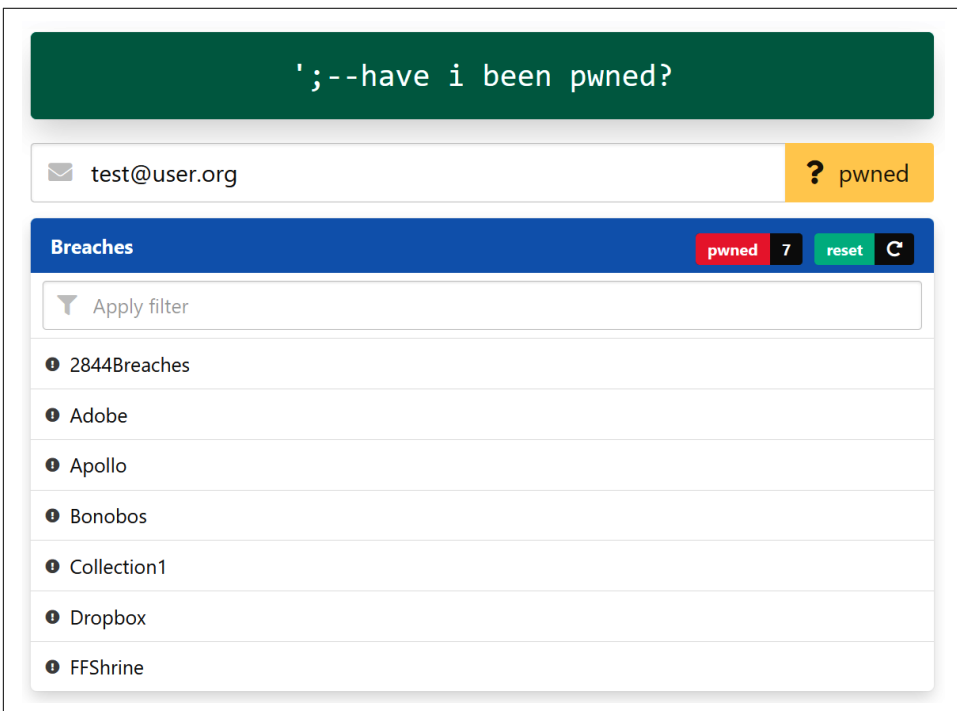 ';--have i been pwned?
test@user.org
? pwned
Breaches
pwned 7 reset
Apply filter
2844Breaches
Adobe
Apollo
Bonobos
Collection1
Dropbox
FFShrine